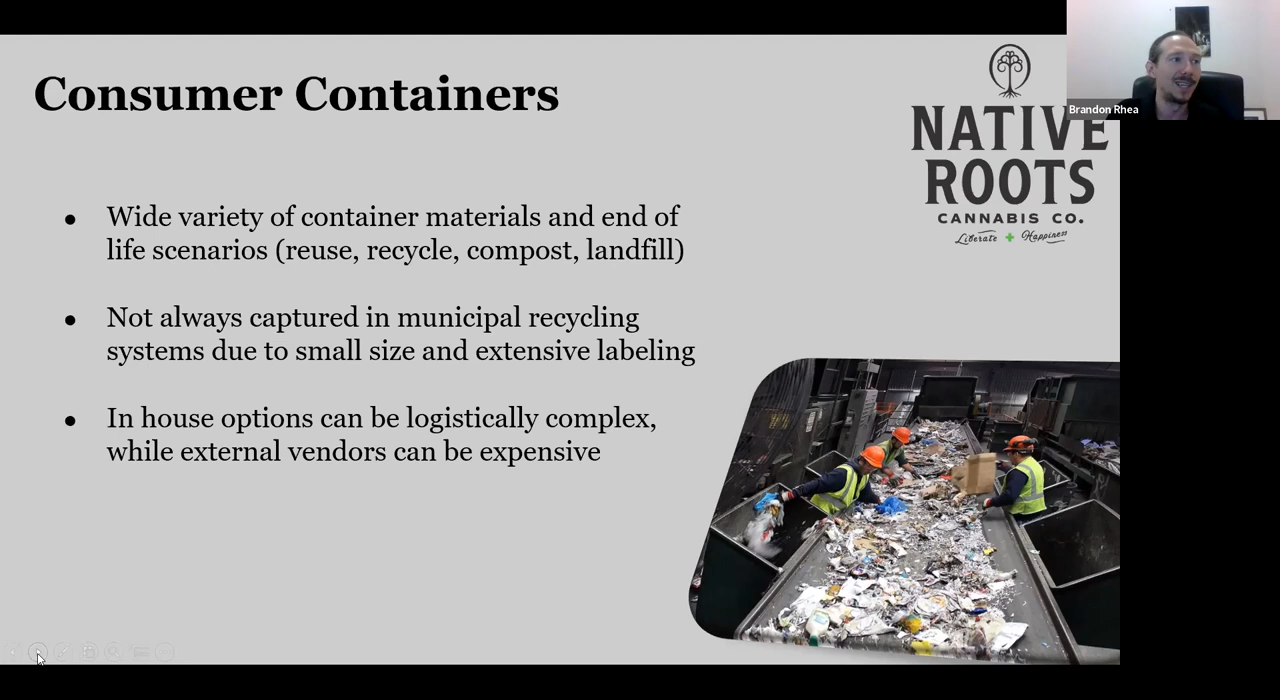 Consumer Containers
Brandon Rhea
NATIVE
ROOTS
CANNABIS CO.
Liberate + Happiness
● Wide variety of container materials and end of
life scenarios (reuse, recycle, compost, landfill)
● Not always captured in municipal recycling
systems due to small size and extensive labeling
● In house options can be logistically complex,
while external vendors can be expensive